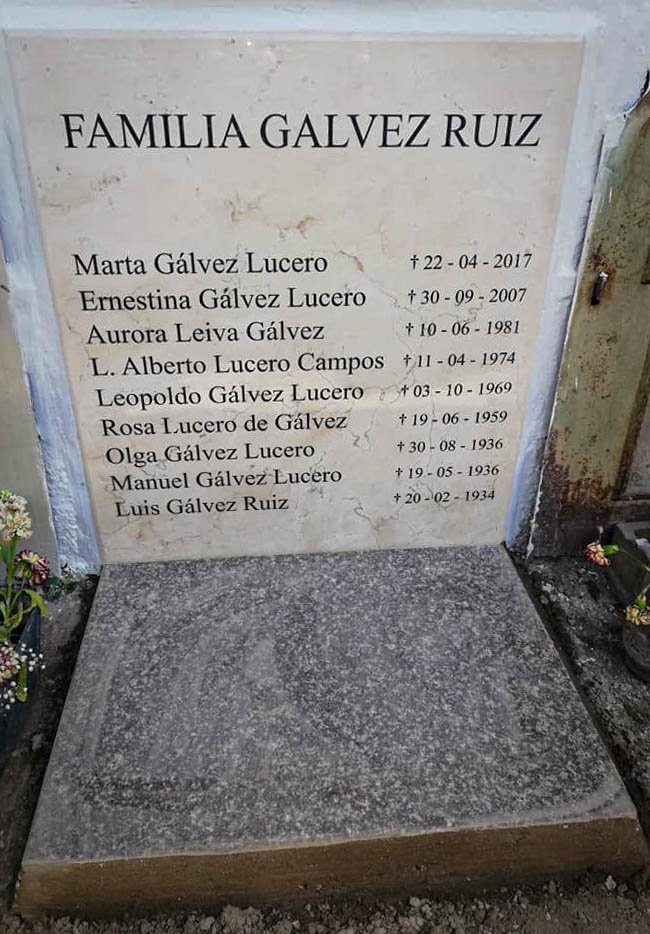 FAMILIA GALVEZ RUIZ
Marta Gálvez Lucero † 22 - 04 - 2017
Ernestina Gálvez Lucero † 30 - 09 - 2007
Aurora Leiva Gálvez † 10 - 06 - 1981
L. Alberto Lucero Campos † 11 - 04 - 1974
Leopoldo Gálvez Lucero † 03 - 10 - 1969
Rosa Lucero de Gálvez † 19 - 06 - 1959
Olga Gálvez Lucero † 30 - 08 - 1936
Manuel Gálvez Lucero † 19 - 05 - 1936
Luis Gálvez Ruiz † 20 - 02 - 1934